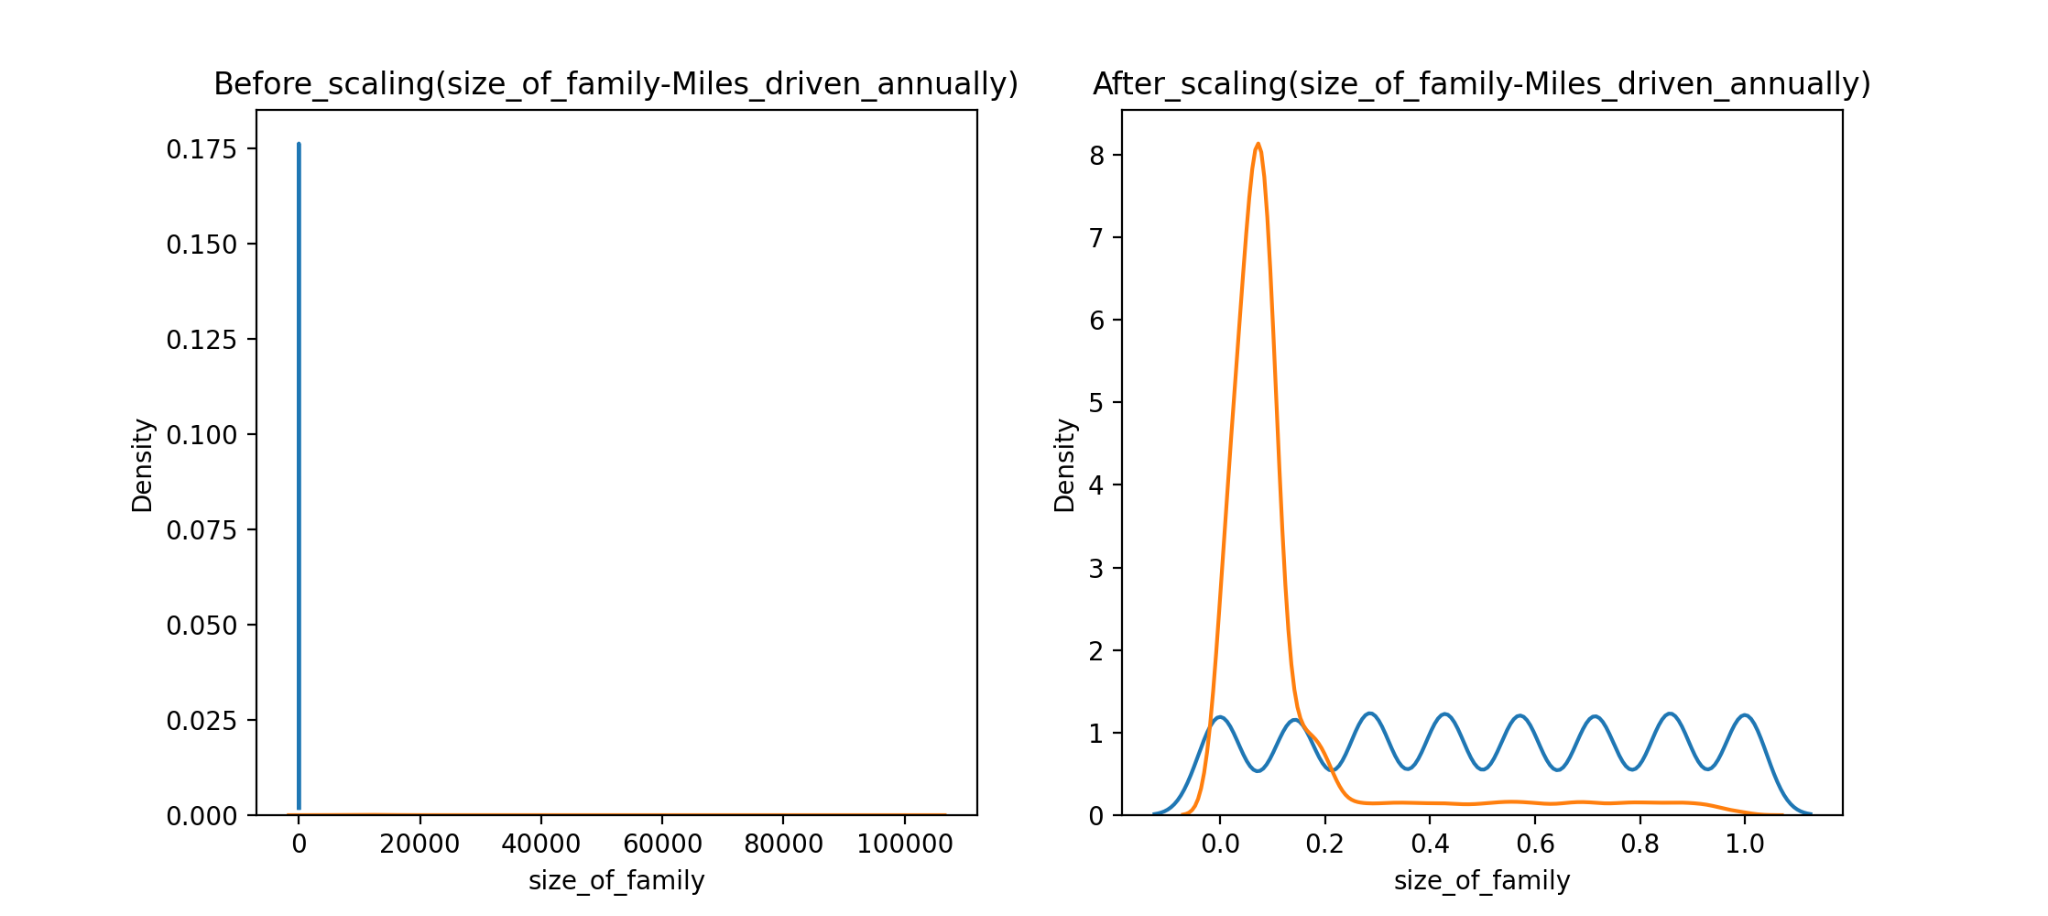 Before_scaling(size_of_family-Miles_driven_annually)
Density
0.175
0.150
0.125
0.100
0.075
0.050
0.025
0.000
0 20000 40000 60000 80000 100000
size_of_family
After_scaling(size_of_family-Miles_driven_annually)
Density
8
7
6
5
4
3
2
1
0
0.0 0.2 0.4 0.6 0.8 1.0
size_of_family